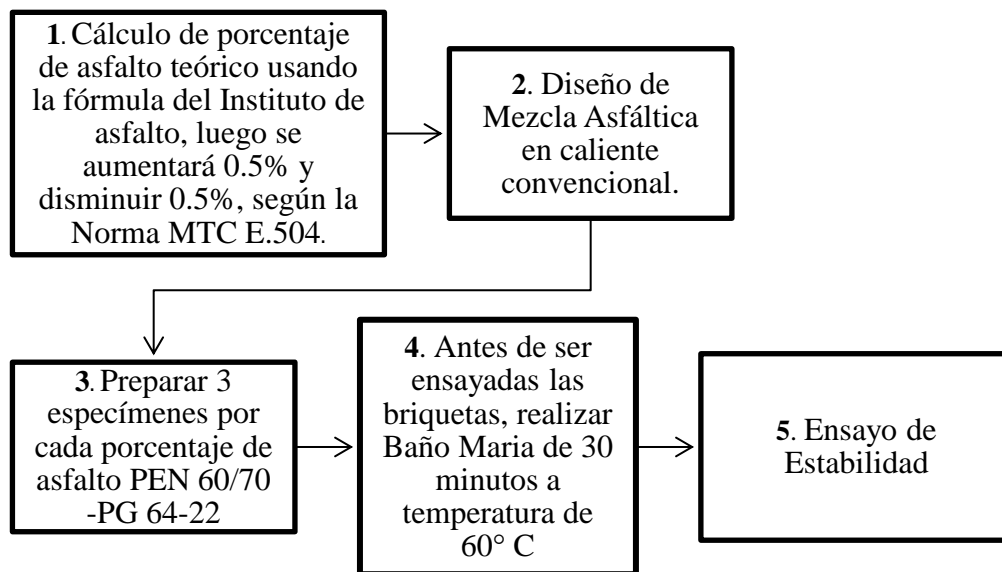 1. Cálculo de porcentaje
de asfalto teórico usando
la fórmula del Instituto de
asfalto, luego se
aumentará 0.5% y
disminuir 0.5%, según la
Norma MTC E.504.
2. Diseño de
Mezcla Asfáltica
en caliente
convencional.
3. Preparar 3
especímenes por
cada porcentaje de
asfalto PEN 60/70
-PG 64-22
4. Antes de ser
ensayadas las
briquetas, realizar
Baño Maria de 30
minutos a
temperatura de
60° C
5. Ensayo de
Estabilidad